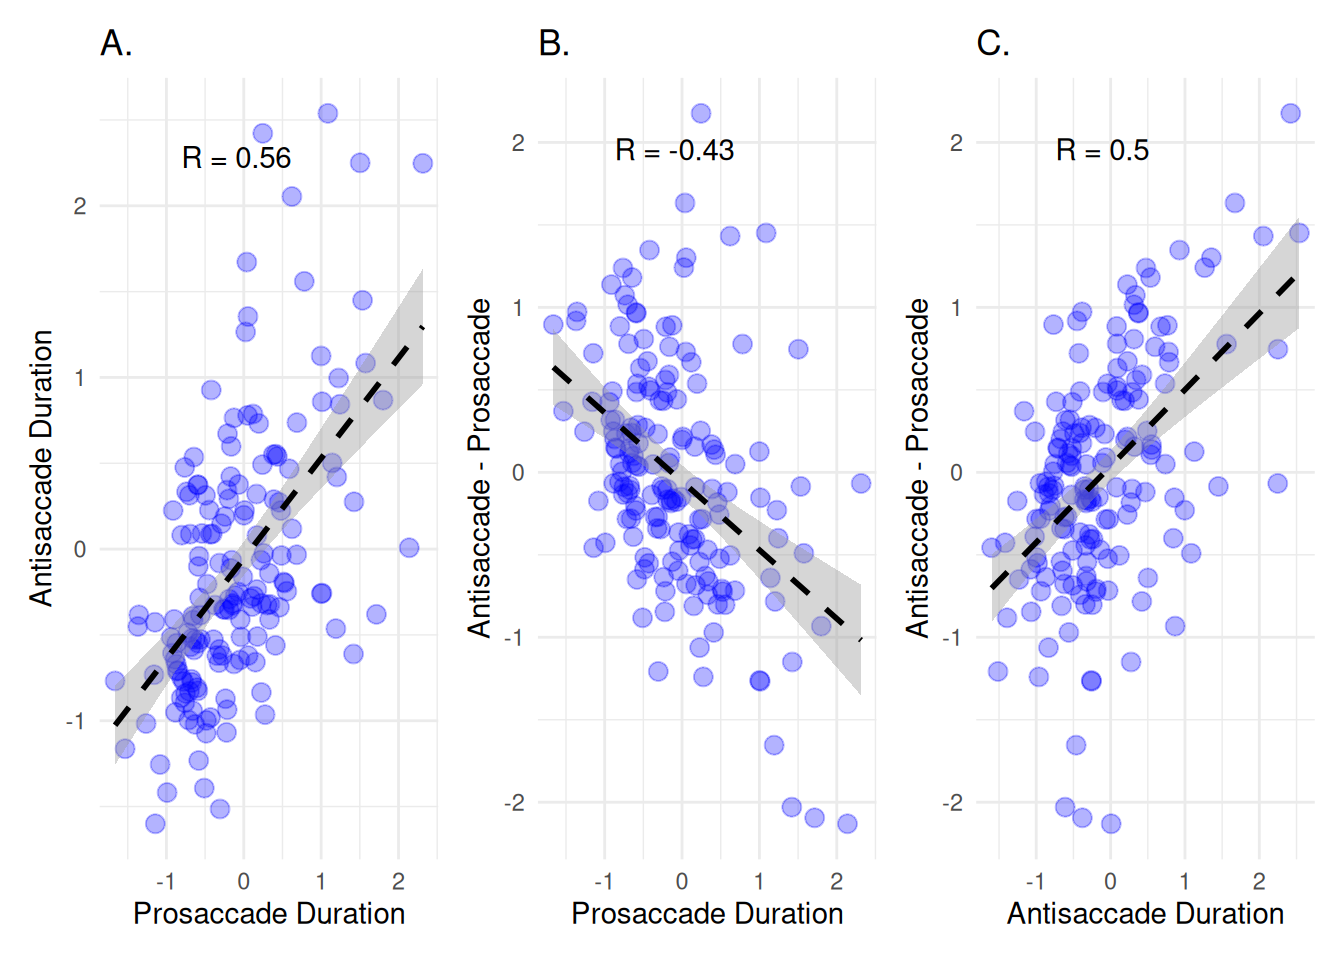 A.
R = 0.56
Antisaccade Duration
2
1
0
-1
-1 0 1 2
Prosaccade Duration
B.
R = -0.43
Antisaccade - Prosaccade
2
1
0
-1
-2
-1 0 1 2
Prosaccade Duration
C.
R = 0.5
Antisaccade - Prosaccade
2
1
0
-1
-2
-1 0 1 2
Antisaccade Duration